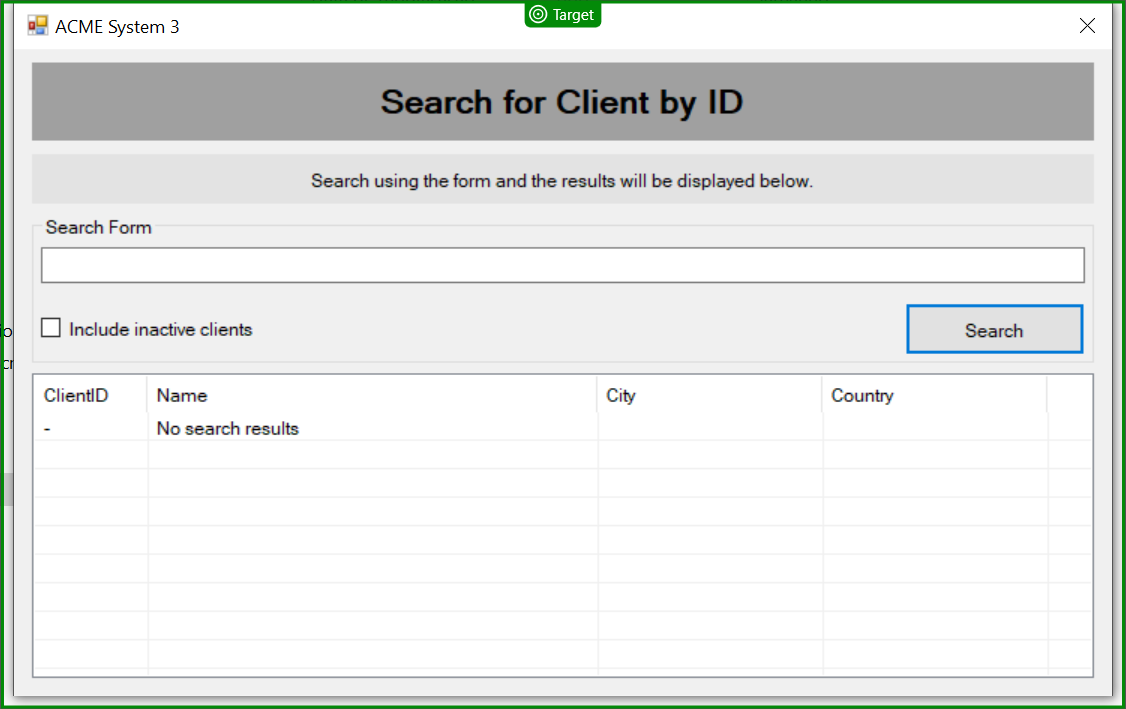 Target
ACME System 3
Search for Client by ID
Search using the form and the results will be displayed below.
Search Form
Include inactive clients
Search
ClientID Name City Country
- No search results